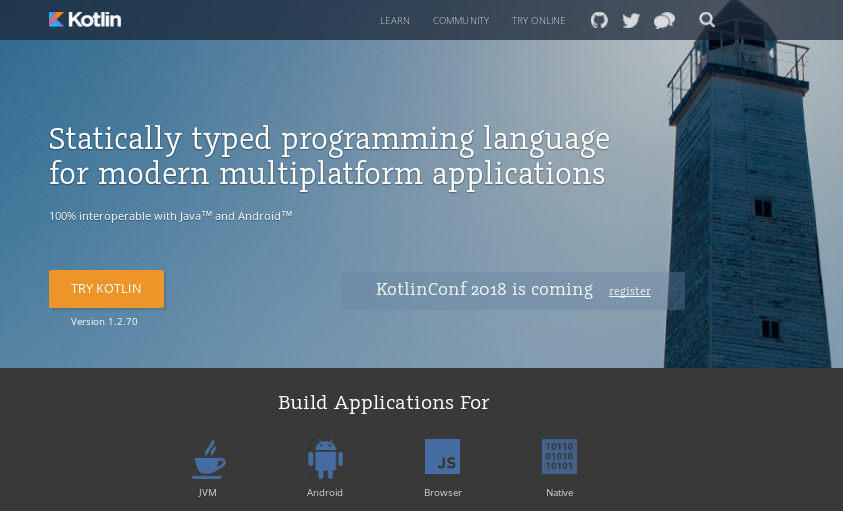 Kotlin
LEARN COMMUNITY TRY ONLINE
Statically typed programming language
for modern multiplatform applications
100% interoperable with Java™ and Android™
TRY KOTLIN
Version 1.2.70
KotlinConf 2018 is coming register
Build Applications For
JS
10110
01010
10101
JVM Android Browser Native